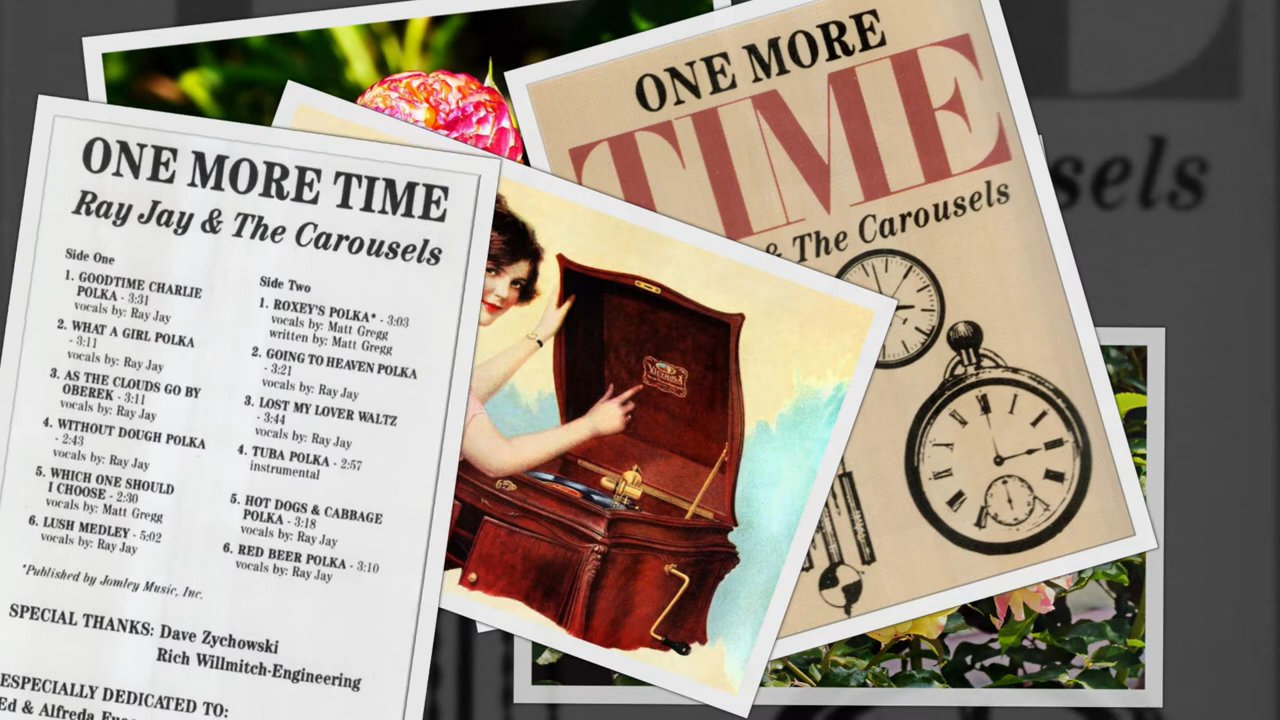 ONE MORE TIME
Ray Jay & The Carousels
Side One
1. GOODTIME CHARLIE
POLKA - 3:31
vocals by: Ray Jay
2. WHAT A GIRL POLKA
- 3:11
vocals by: Ray Jay
3. AS THE CLOUDS GO BY
OBEREK - 3:11
vocals by: Ray Jay
4. WITHOUT DOUGH POLKA
- 2:43
vocals by: Ray Jay
5. WHICH ONE SHOULD
I CHOOSE - 2:30
vocals by: Matt Gregg
6. LUSH MEDLEY - 5:02
vocals by: Ray Jay
Side Two
1. ROXEY'S POLKA* - 3:03
vocals by: Matt Gregg
written by: Matt Gregg
2. GOING TO HEAVEN POLKA
- 3:21
vocals by: Ray Jay
3. LOST MY LOVER WALTZ
- 3:44
vocals by: Ray Jay
4. TUBA POLKA - 2:57
instrumental
5. HOT DOGS & CABBAGE
POLKA - 3:18
vocals by: Ray Jay
6. RED BEER POLKA - 3:10
vocals by: Ray Jay
*Published by Jomley Music, Inc.
SPECIAL THANKS: Dave Zychowski
Rich Willmitch-Engineering
ESPECIALLY DEDICATED TO:
Ed & Alfreda
VICTROLA
ONE MORE
TIME
& The Carousels
sels